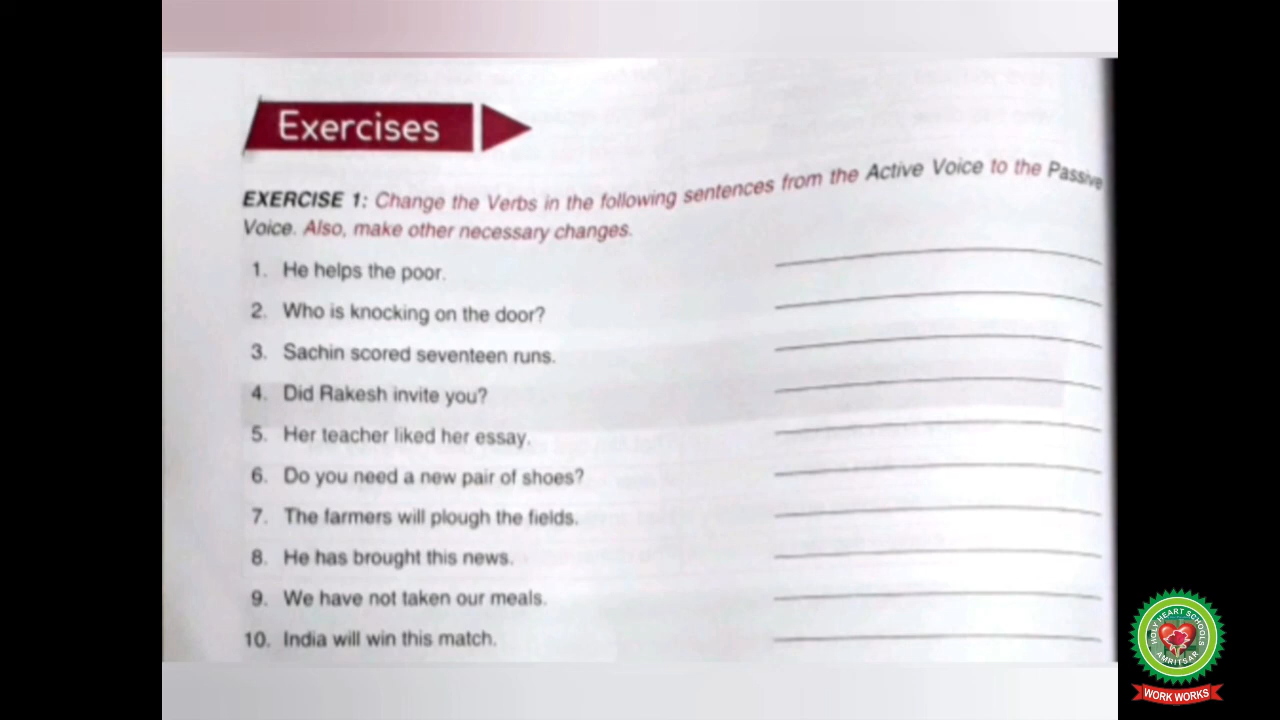 Exercises
EXERCISE 1: Change the Verbs in the following sentences from the Active Voice to the Passive
Voice. Also, make other necessary changes.
1. He helps the poor.
2. Who is knocking on the door?
3. Sachin scored seventeen runs.
4. Did Rakesh invite you?
5. Her teacher liked her essay.
6. Do you need a new pair of shoes?
7. The farmers will plough the fields.
8. He has brought this news.
9. We have not taken our meals.
10. India will win this match.
HOLY HEART SCHOOLS
AMRITSAR
WORK WORKS